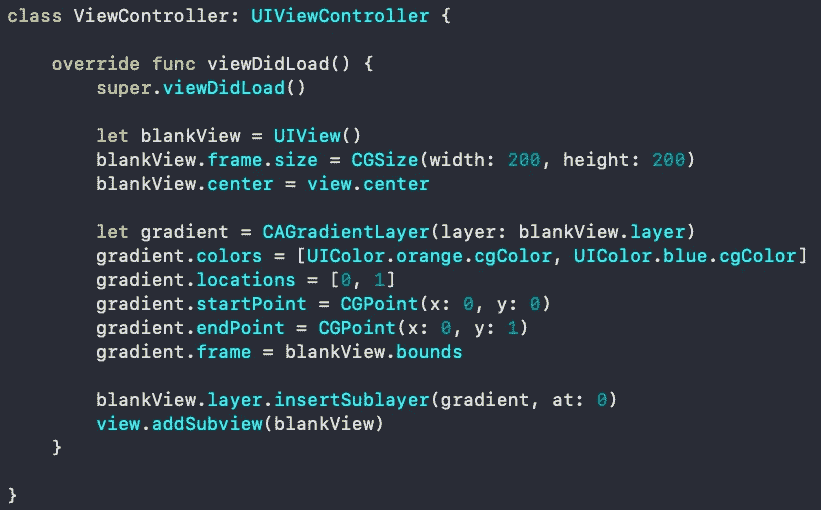 class ViewController: UIViewController {
override func viewDidLoad() {
super.viewDidLoad()
let blankView = UIView()
blankView.frame.size = CGSize(width: 200, height: 200)
blankView.center = view.center
let gradient = CAGradientLayer(layer: blankView.layer)
gradient.colors = [UIColor.orange.cgColor, UIColor.blue.cgColor]
gradient.locations = [0, 1]
gradient.startPoint = CGPoint(x: 0, y: 0)
gradient.endPoint = CGPoint(x: 0, y: 1)
gradient.frame = blankView.bounds
blankView.layer.insertSublayer(gradient, at: 0)
view.addSubview(blankView)
}
}